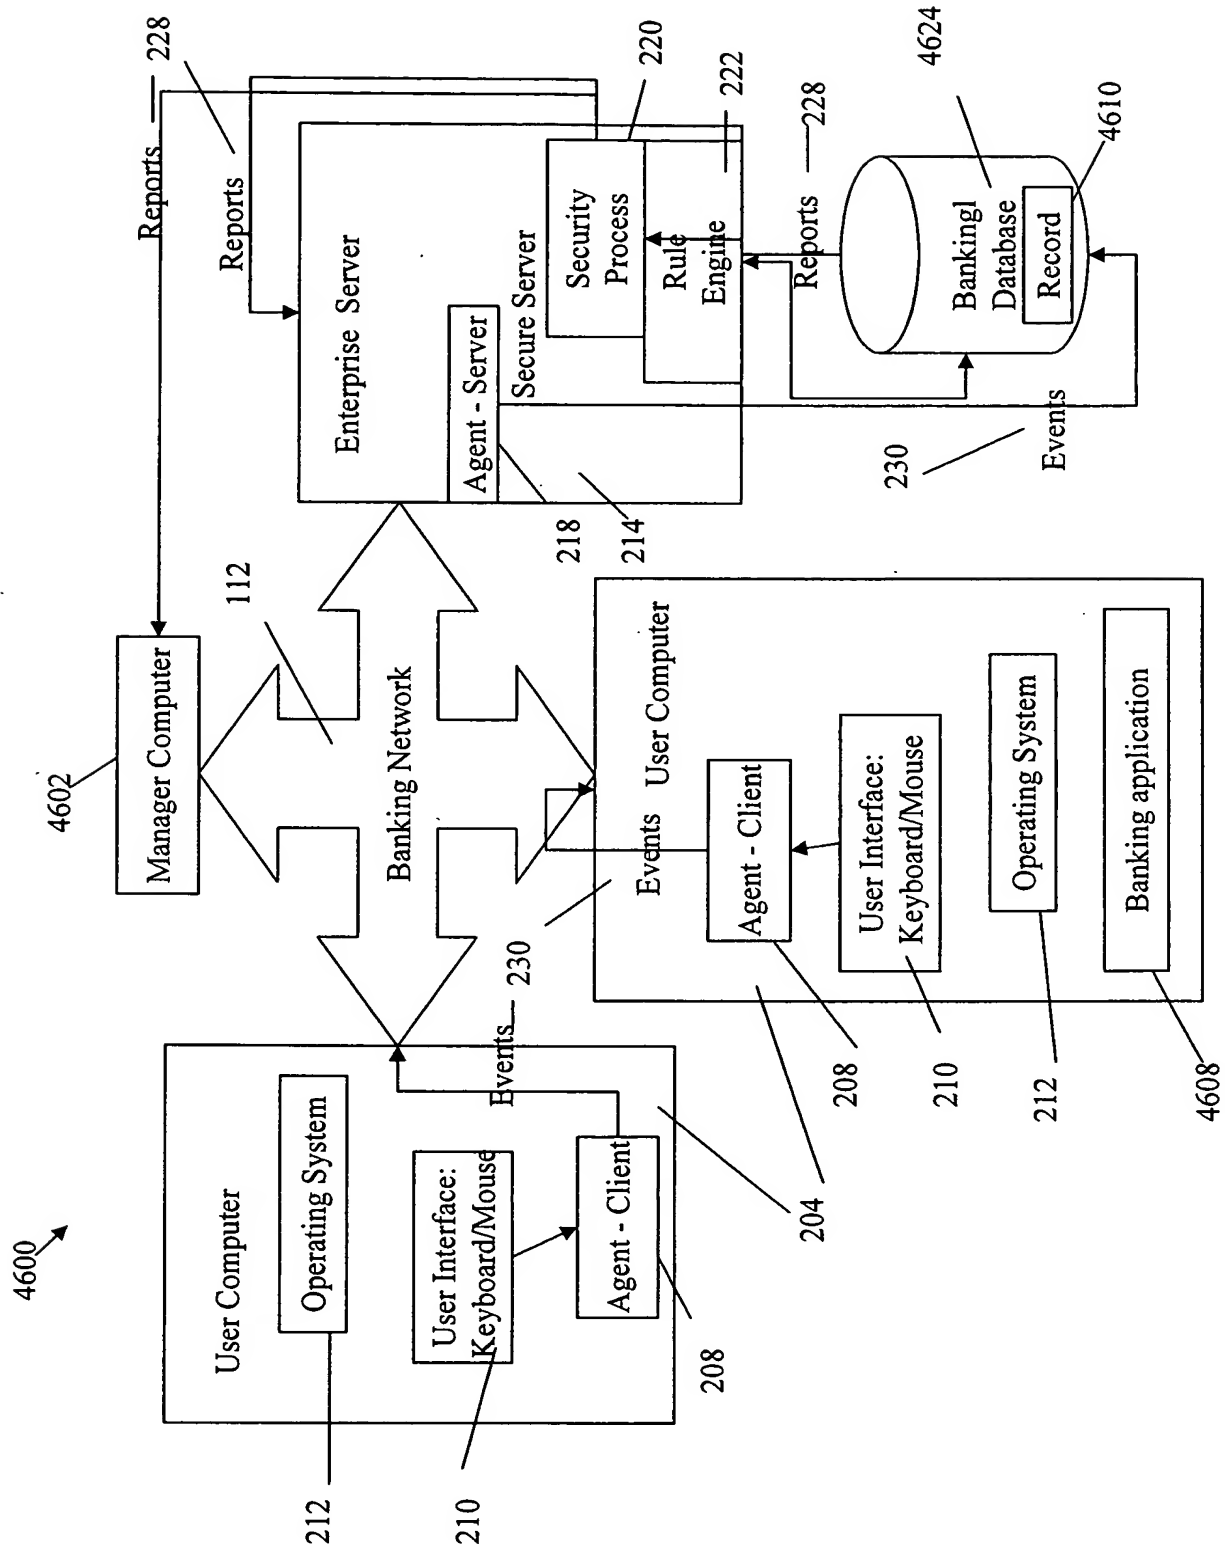 4600
User Computer
Operating System
212
User Interface:
Keyboard/Mouse
210
Agent - Client
208
Events
230
204
4602
Manager Computer
112
Banking Network
Reports
228
Reports
Enterprise Server
Agent - Server
218
214
Secure Server
Security
Process
220
Rule
Engine
222
Reports
228
Bankingl
Database
4624
Record
4610
230
Events
User Computer
Events
Agent - Client
208
User Interface:
Keyboard/Mouse
210
Operating System
212
Banking application
4608